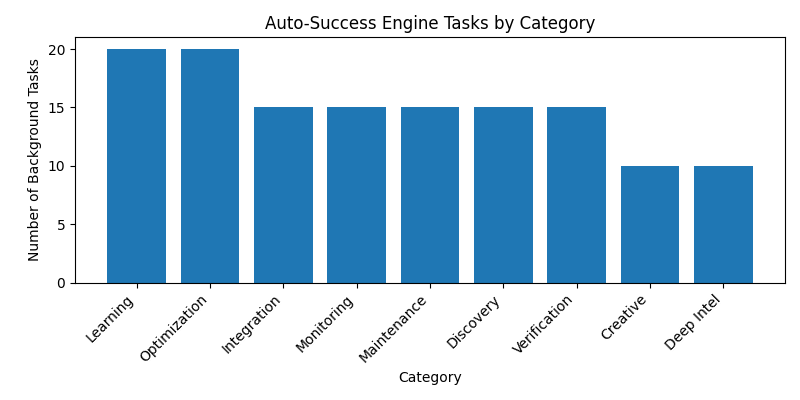 Auto-Success Engine Tasks by Category
Number of Background Tasks
20
15
10
5
0
Learning
Optimization
Integration
Monitoring
Maintenance
Discovery
Verification
Creative
Deep Intel
Category